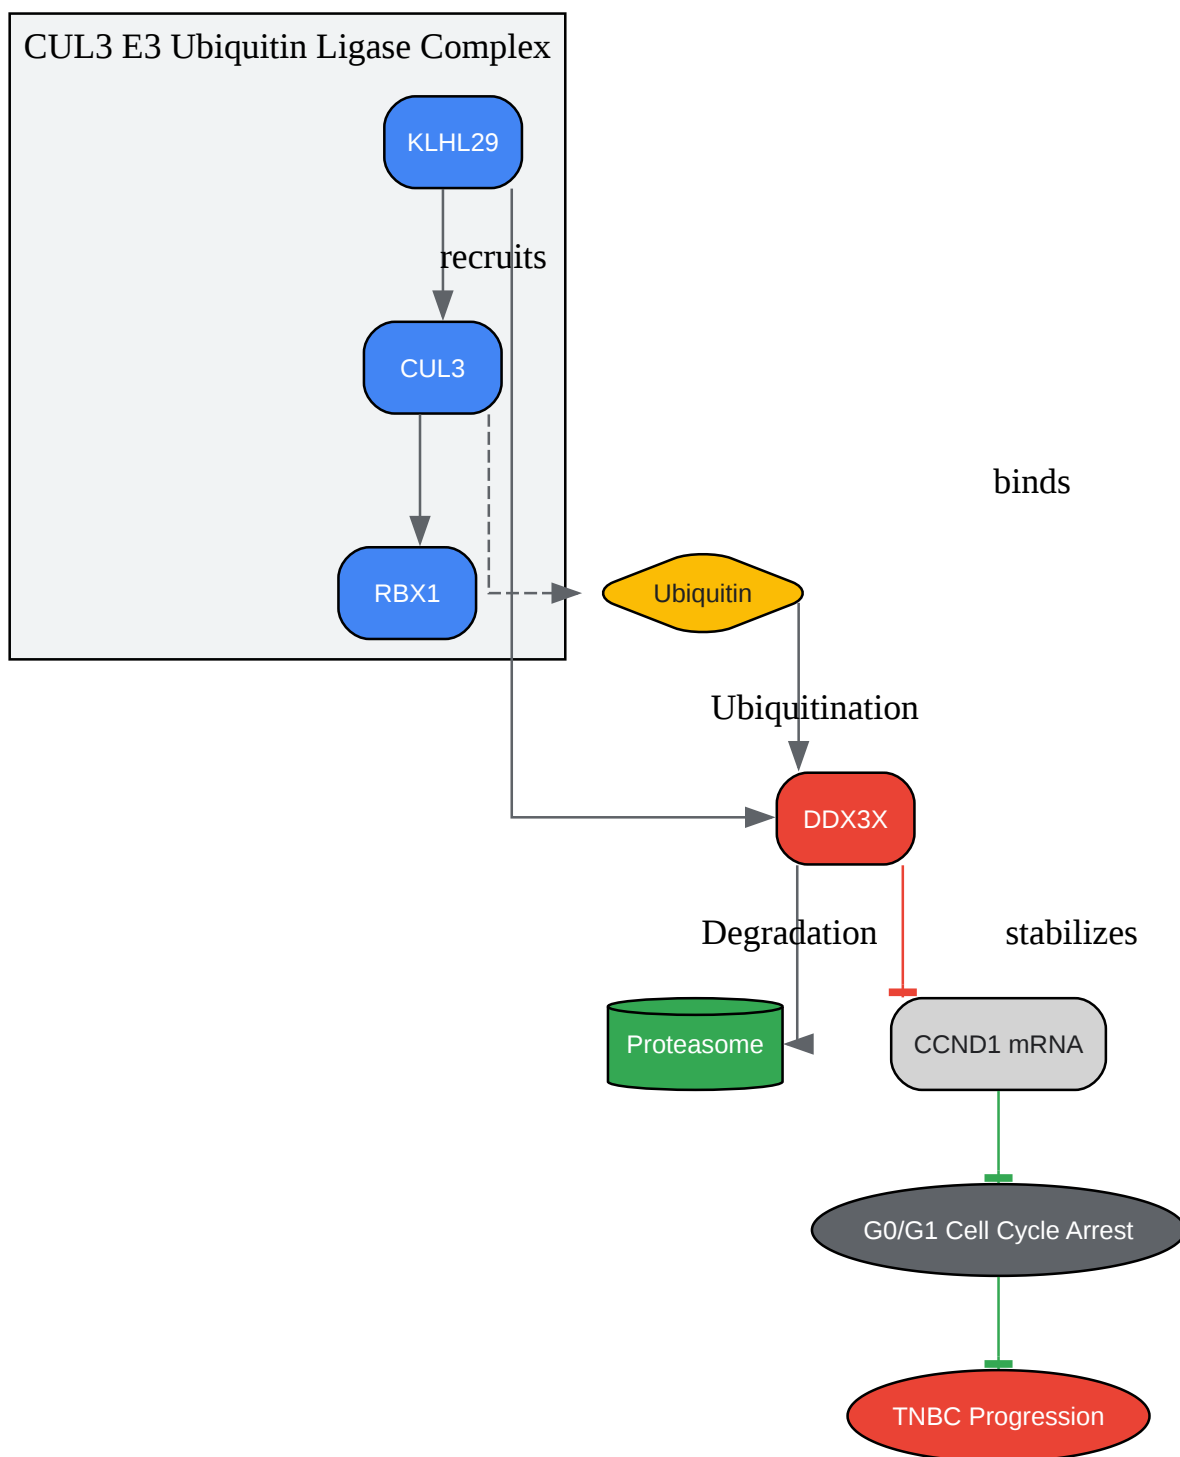 CUL3 E3 Ubiquitin Ligase Complex
KLHL29
recruits
CUL3
binds
RBX1
Ubiquitin
Ubiquitination
DDX3X
Degradation
stabilizes
Proteasome
CCND1 mRNA
G0/G1 Cell Cycle Arrest
TNBC Progression